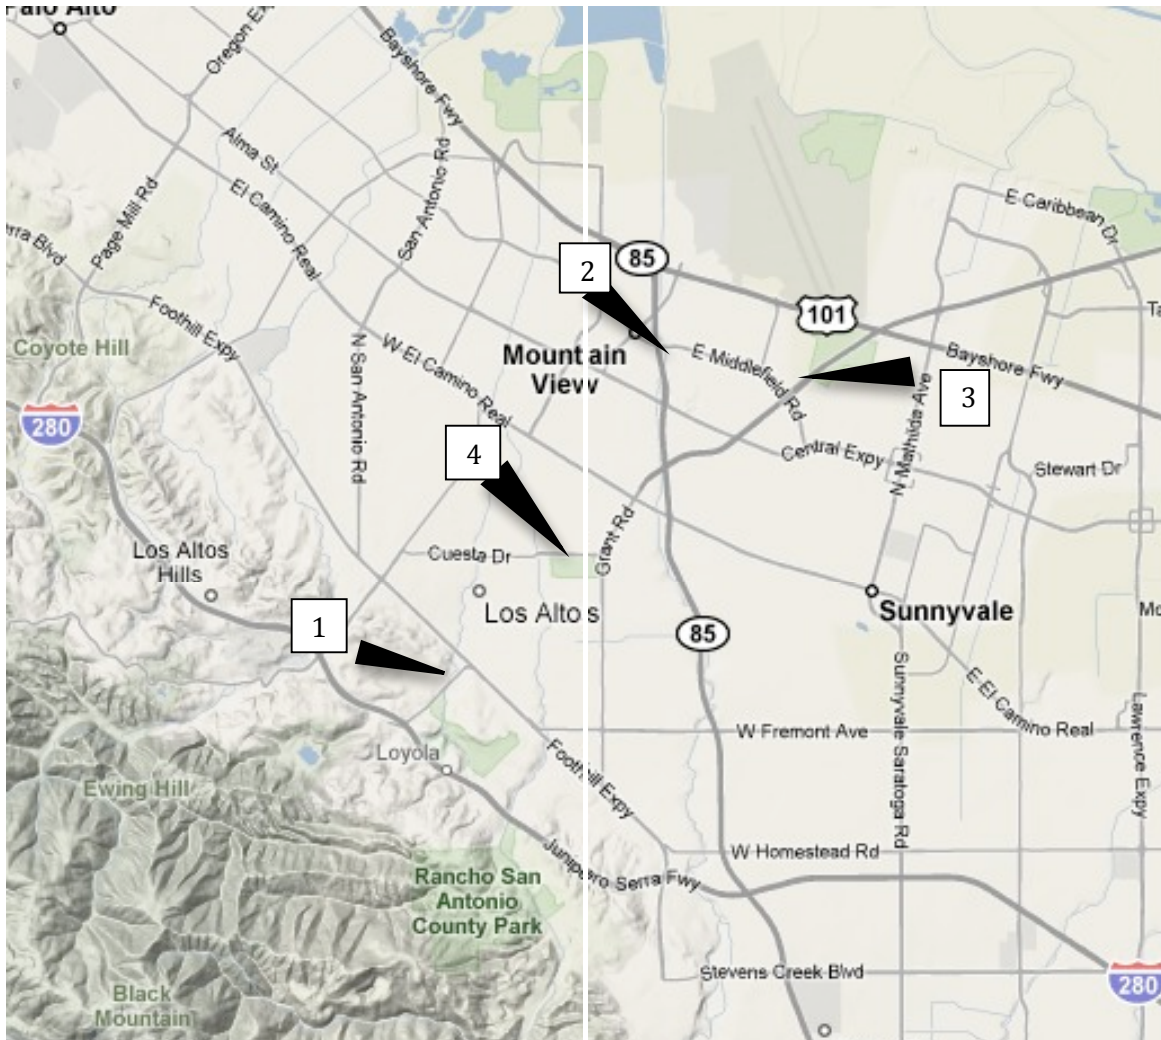 Palo Alto
Oregon Ex
Bayshore Fwy
Alma St
El Camino Real
San Antonio Rd
Page Mill Rd
erra Blvd
E Caribbean Dr
Foothill Expy
2
85
101
Ta
Coyote Hill
N San Antonio Rd
W El Camino Real
Mountain
View
E Middlefield Rd
Bayshore Fwy
3
N Mathilda Ave
280
4
Central Expy
Stewart Dr
Grant Rd
Los Altos
Hills
Cuesta Dr
Los Altos
Sunnyvale
Mo
1
85
Sunnyvale Saratoga Rd
E El Camino Real
Lawrence Expy
W Fremont Ave
Loyola
Foothill Expy
Ewing Hill
W Homestead Rd
Junipero Serra Fwy
Rancho San
Antonio
County Park
Stevens Creek Blvd
280
Black
Mountain